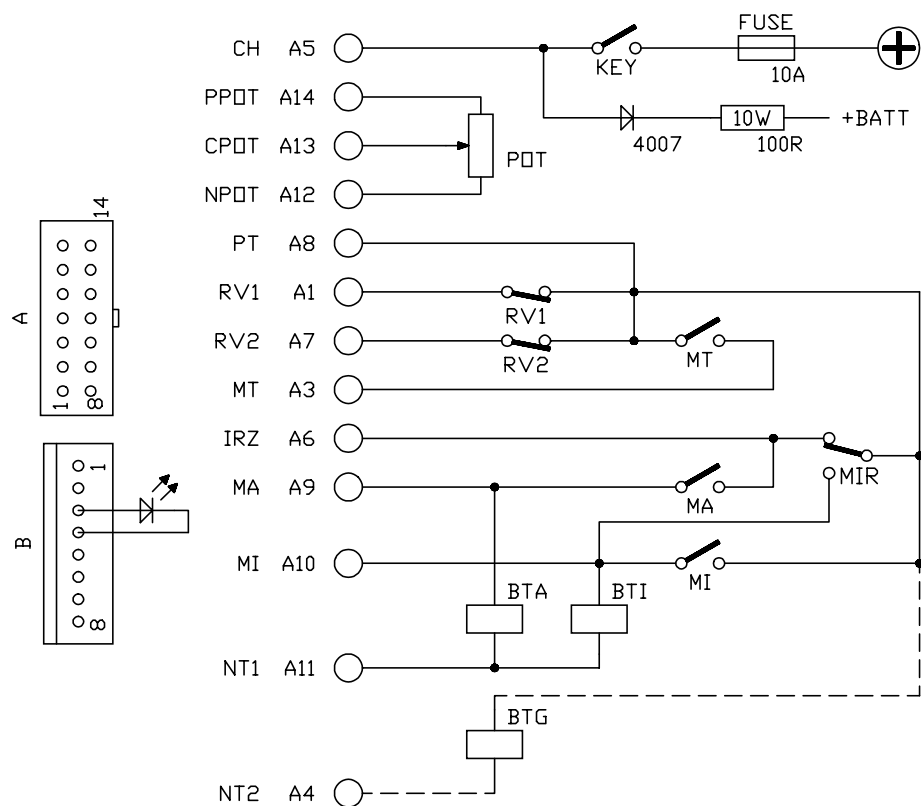 FUSE
CH A5
KEY
10A
PPOT A14
10W
+BATT
4007
100R
CPOT A13
POT
NPOT A12
14
PT A8
RV1 A1
RV1
A
RV2 A7
RV2
MT
MT A3
1
8
IRZ A6
MIR
1
MA A9
MA
B
MI A10
MI
BTA
BTI
8
NT1 A11
BTG
NT2 A4